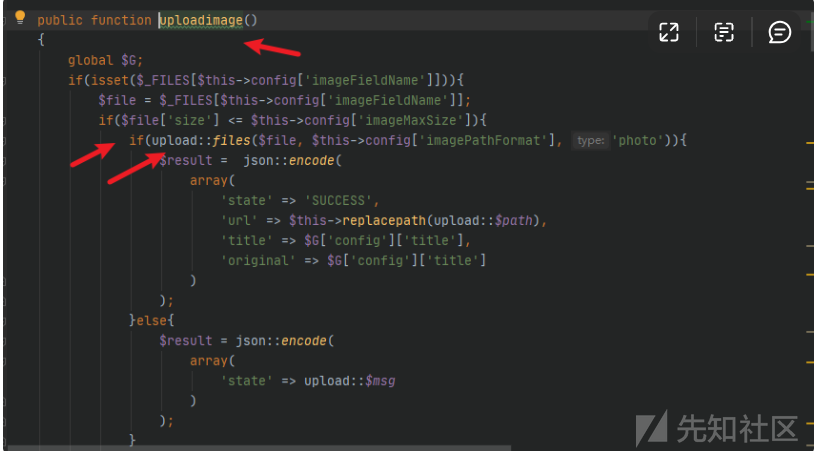 public function uploadimage()
{
    global $G;
    if(isset($_FILES[$this->config['imageFieldName']])){
        $file = $_FILES[$this->config['imageFieldName']];
        if($file['size'] <= $this->config['imageMaxSize']){
            if(upload::files($file, $this->config['imagePathFormat'], type: 'photo')){
                $result =  json::encode(
                    array(
                        'state' => 'SUCCESS',
                        'url' => $this->replacepath(upload::$path),
                        'title' => $G['config']['title'],
                        'original' => $G['config']['title']
                    )
                );
            }else{
                $result = json::encode(
                    array(
                        'state' => upload::$msg
                    )
                );
            }
先知社区